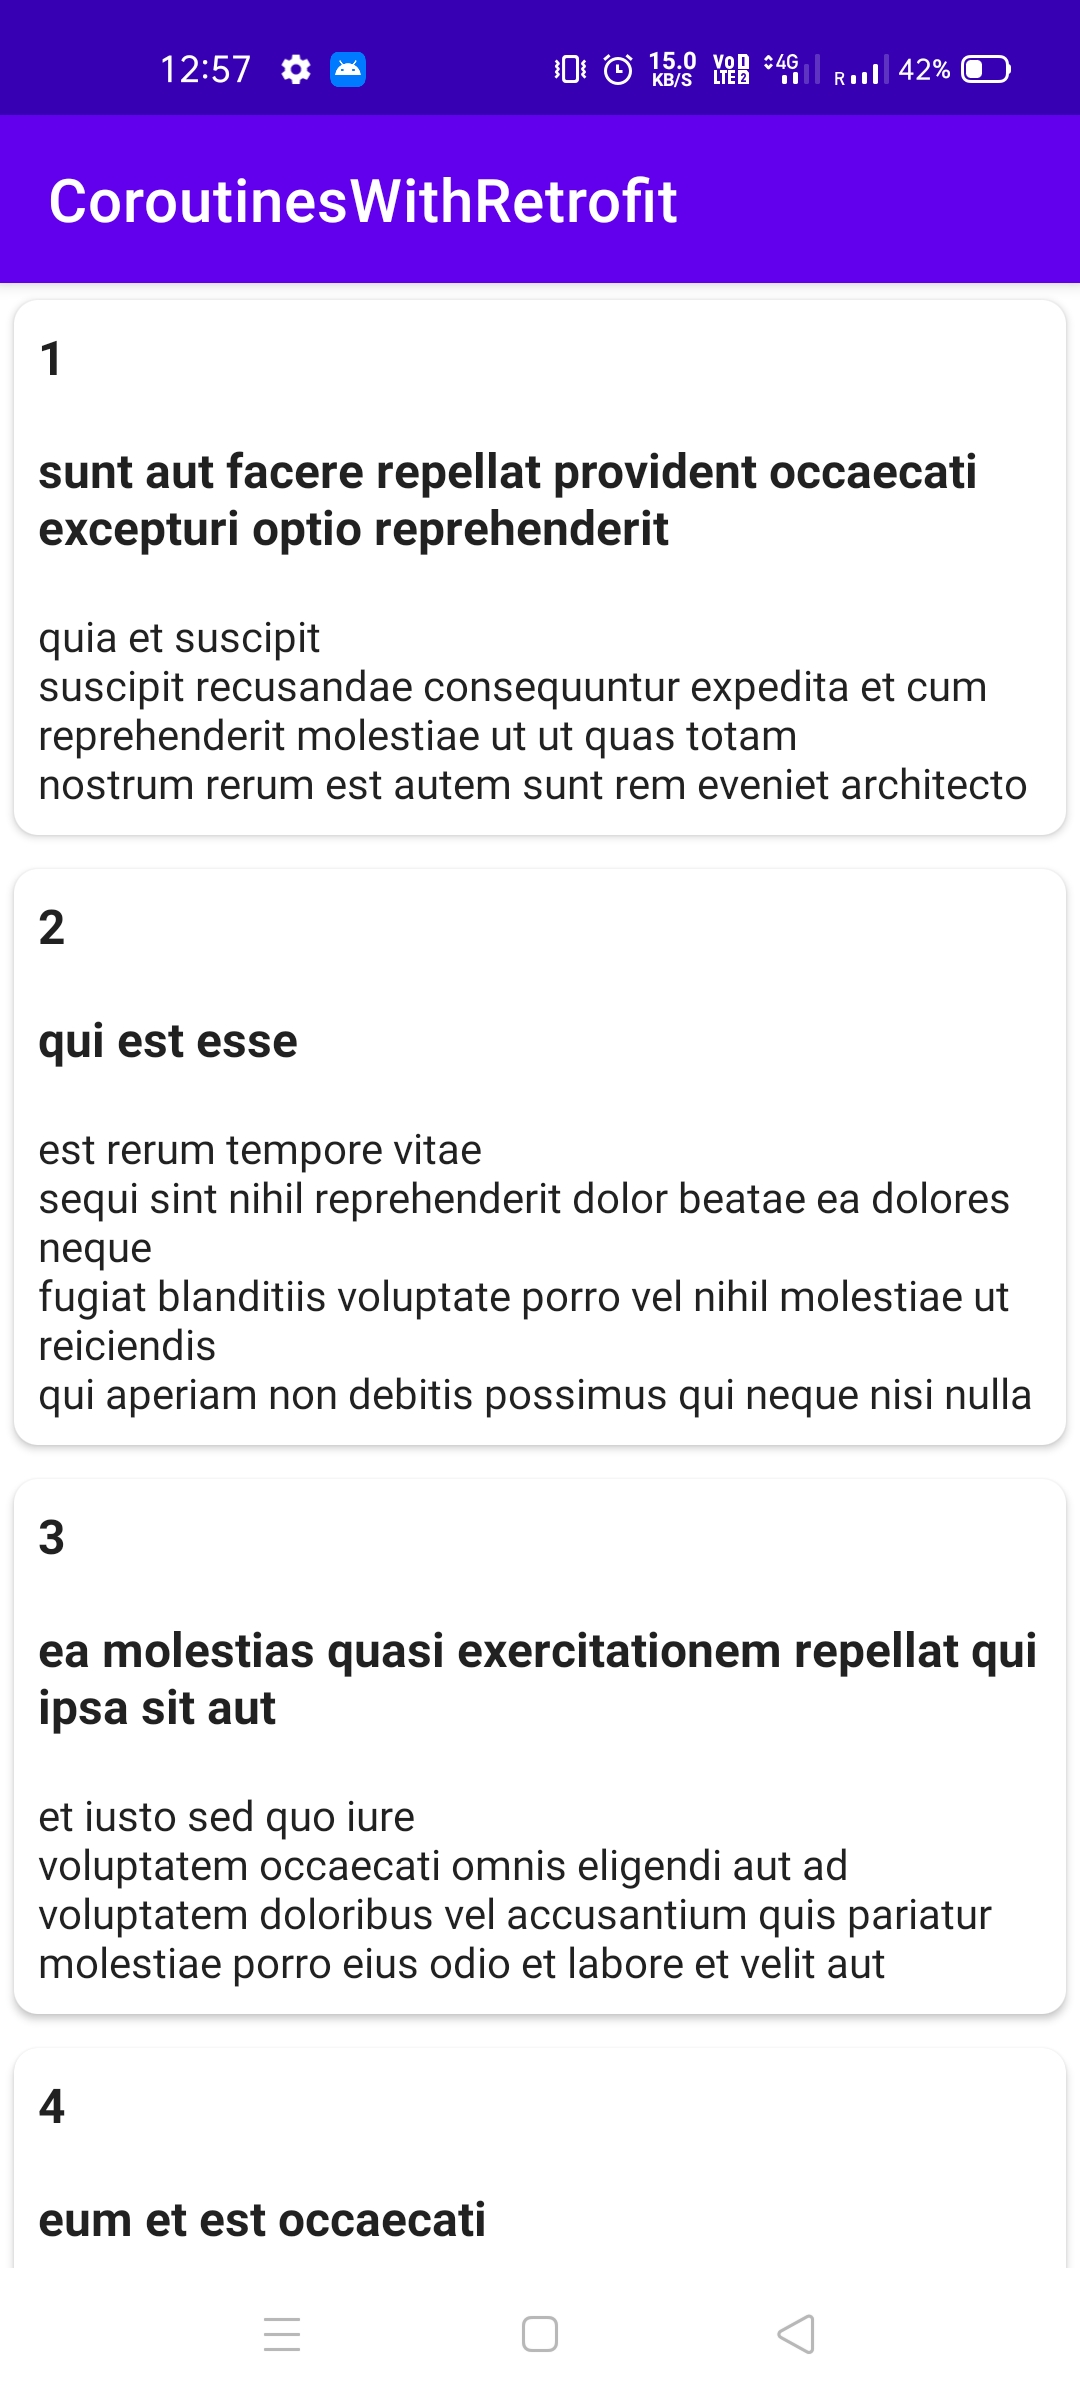 12:57 15.0 KB/S VoD LTE2 4G R 42%
CoroutinesWithRetrofit
1
sunt aut facere repellat provident occaecati
excepturi optio reprehenderit
quia et suscipit
suscipit recusandae consequuntur expedita et cum
reprehenderit molestiae ut ut quas totam
nostrum rerum est autem sunt rem eveniet architecto
2
qui est esse
est rerum tempore vitae
sequi sint nihil reprehenderit dolor beatae ea dolores
neque
fugiat blanditiis voluptate porro vel nihil molestiae ut
reiciendis
qui aperiam non debitis possimus qui neque nisi nulla
3
ea molestias quasi exercitationem repellat qui
ipsa sit aut
et iusto sed quo iure
voluptatem occaecati omnis eligendi aut ad
voluptatem doloribus vel accusantium quis pariatur
molestiae porro eius odio et labore et velit aut
4
eum et est occaecati